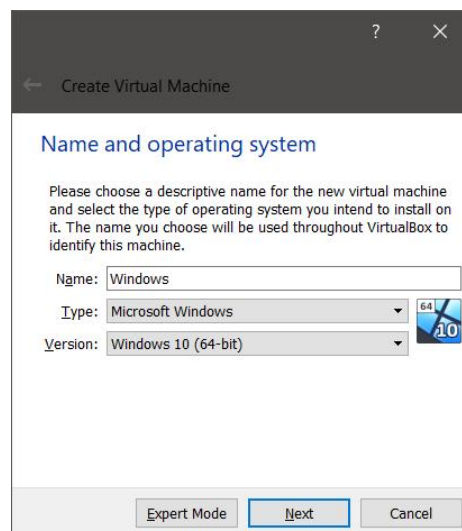 ?
Create Virtual Machine
Name and operating system
Please choose a descriptive name for the new virtual machine
and select the type of operating system you intend to install on
it. The name you choose will be used throughout VirtualBox to
identify this machine.
Name: Windows
Type: Microsoft Windows
64
Version: Windows 10 (64-bit)
10
Expert Mode Next Cancel